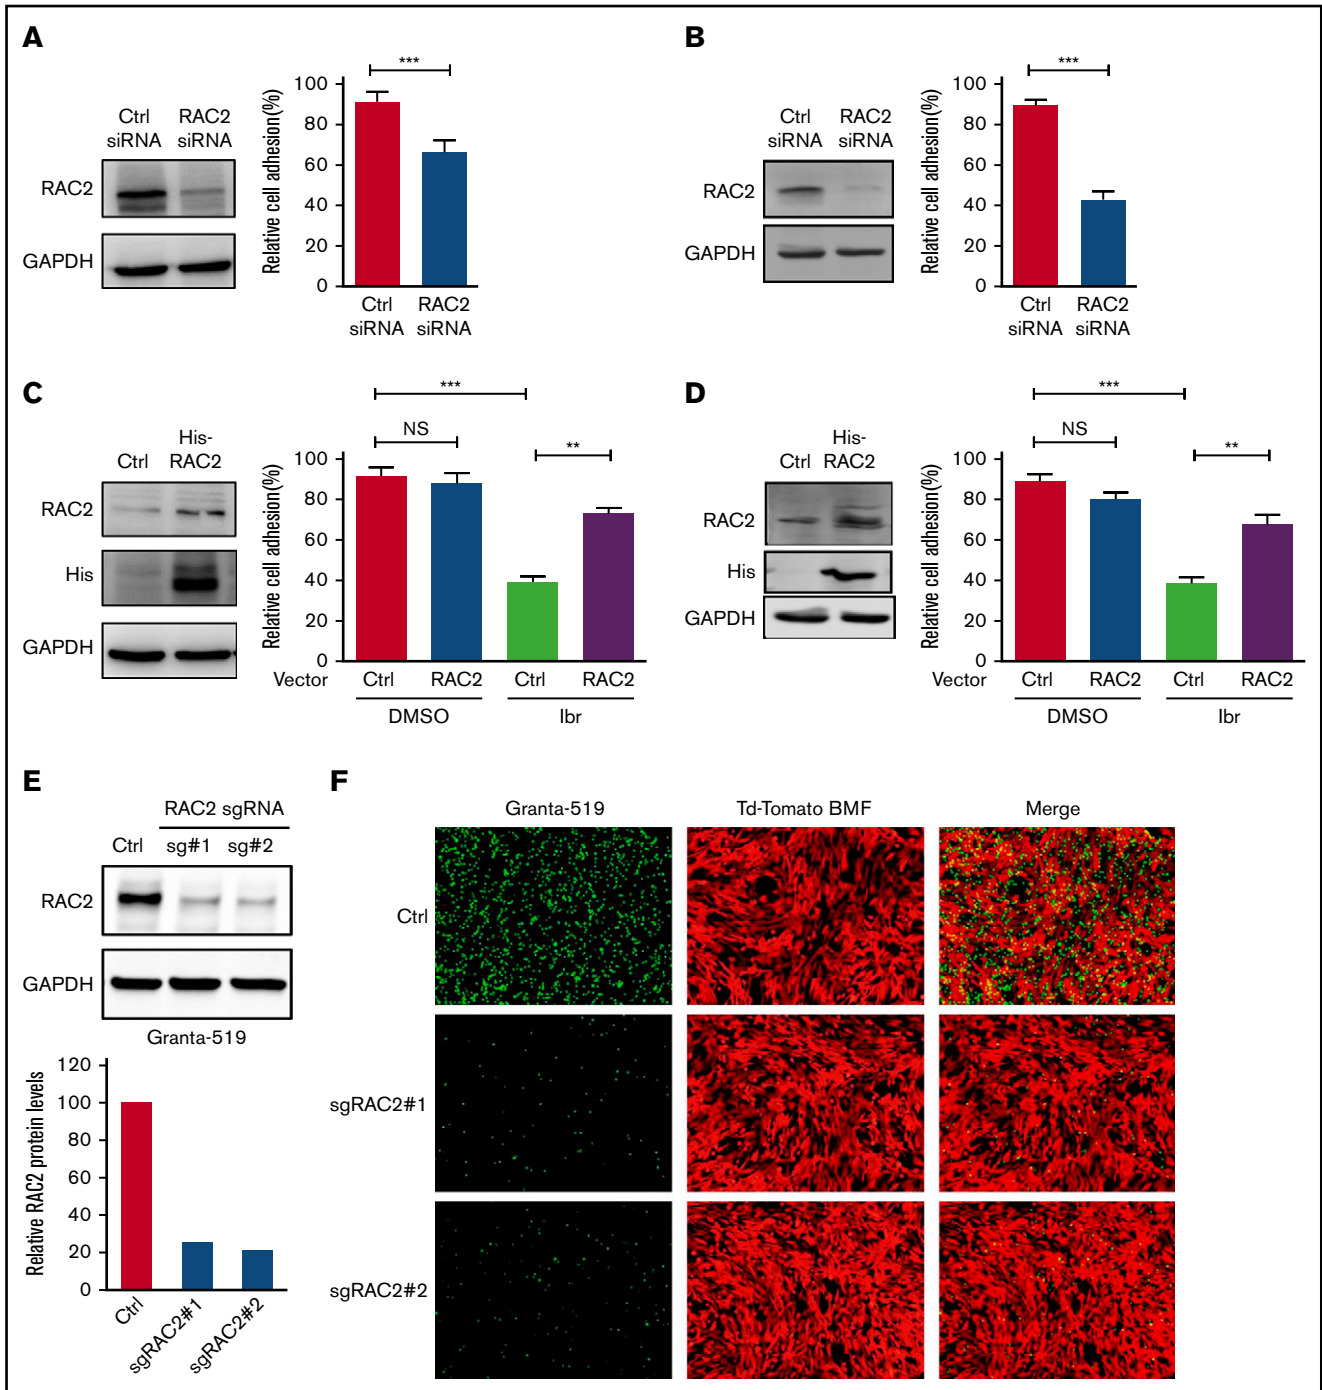 A
Ctrl siRNA
RAC2 siRNA
RAC2
GAPDH
Relative cell adhesion(%)
100
80
60
40
20
0
***
Ctrl siRNA
RAC2 siRNA
B
Ctrl siRNA
RAC2 siRNA
RAC2
GAPDH
Relative cell adhesion(%)
100
80
60
40
20
0
***
Ctrl siRNA
RAC2 siRNA
C
Ctrl
His-RAC2
RAC2
His
GAPDH
Relative cell adhesion(%)
100
80
60
40
20
0
***
NS
**
Vector
Ctrl
RAC2
Ctrl
RAC2
DMSO
Ibr
D
Ctrl
His-RAC2
RAC2
His
GAPDH
Relative cell adhesion(%)
100
80
60
40
20
0
***
NS
**
Vector
Ctrl
RAC2
Ctrl
RAC2
DMSO
Ibr
E
RAC2 sgRNA
Ctrl
sg#1
sg#2
RAC2
GAPDH
Granta-519
Relative RAC2 protein levels
120
100
80
60
40
20
0
Ctrl
sgRAC2#1
sgRAC2#2
F
Granta-519
Td-Tomato BMF
Merge
Ctrl
sgRAC2#1
sgRAC2#2